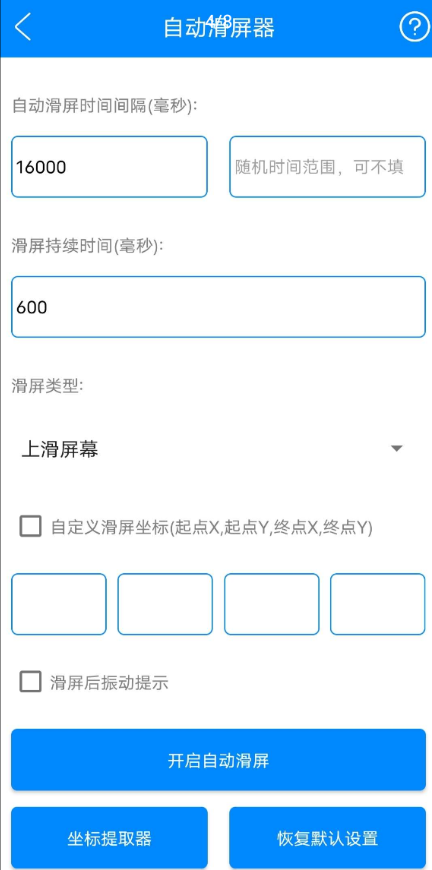 自动滑屏器
4/3
?
自动滑屏时间间隔(毫秒):
16000
随机时间范围，可不填
滑屏持续时间(毫秒):
600
滑屏类型:
上滑屏幕
自定义滑屏坐标(起点X,起点Y,终点X,终点Y)
滑屏后振动提示
开启自动滑屏
坐标提取器
恢复默认设置